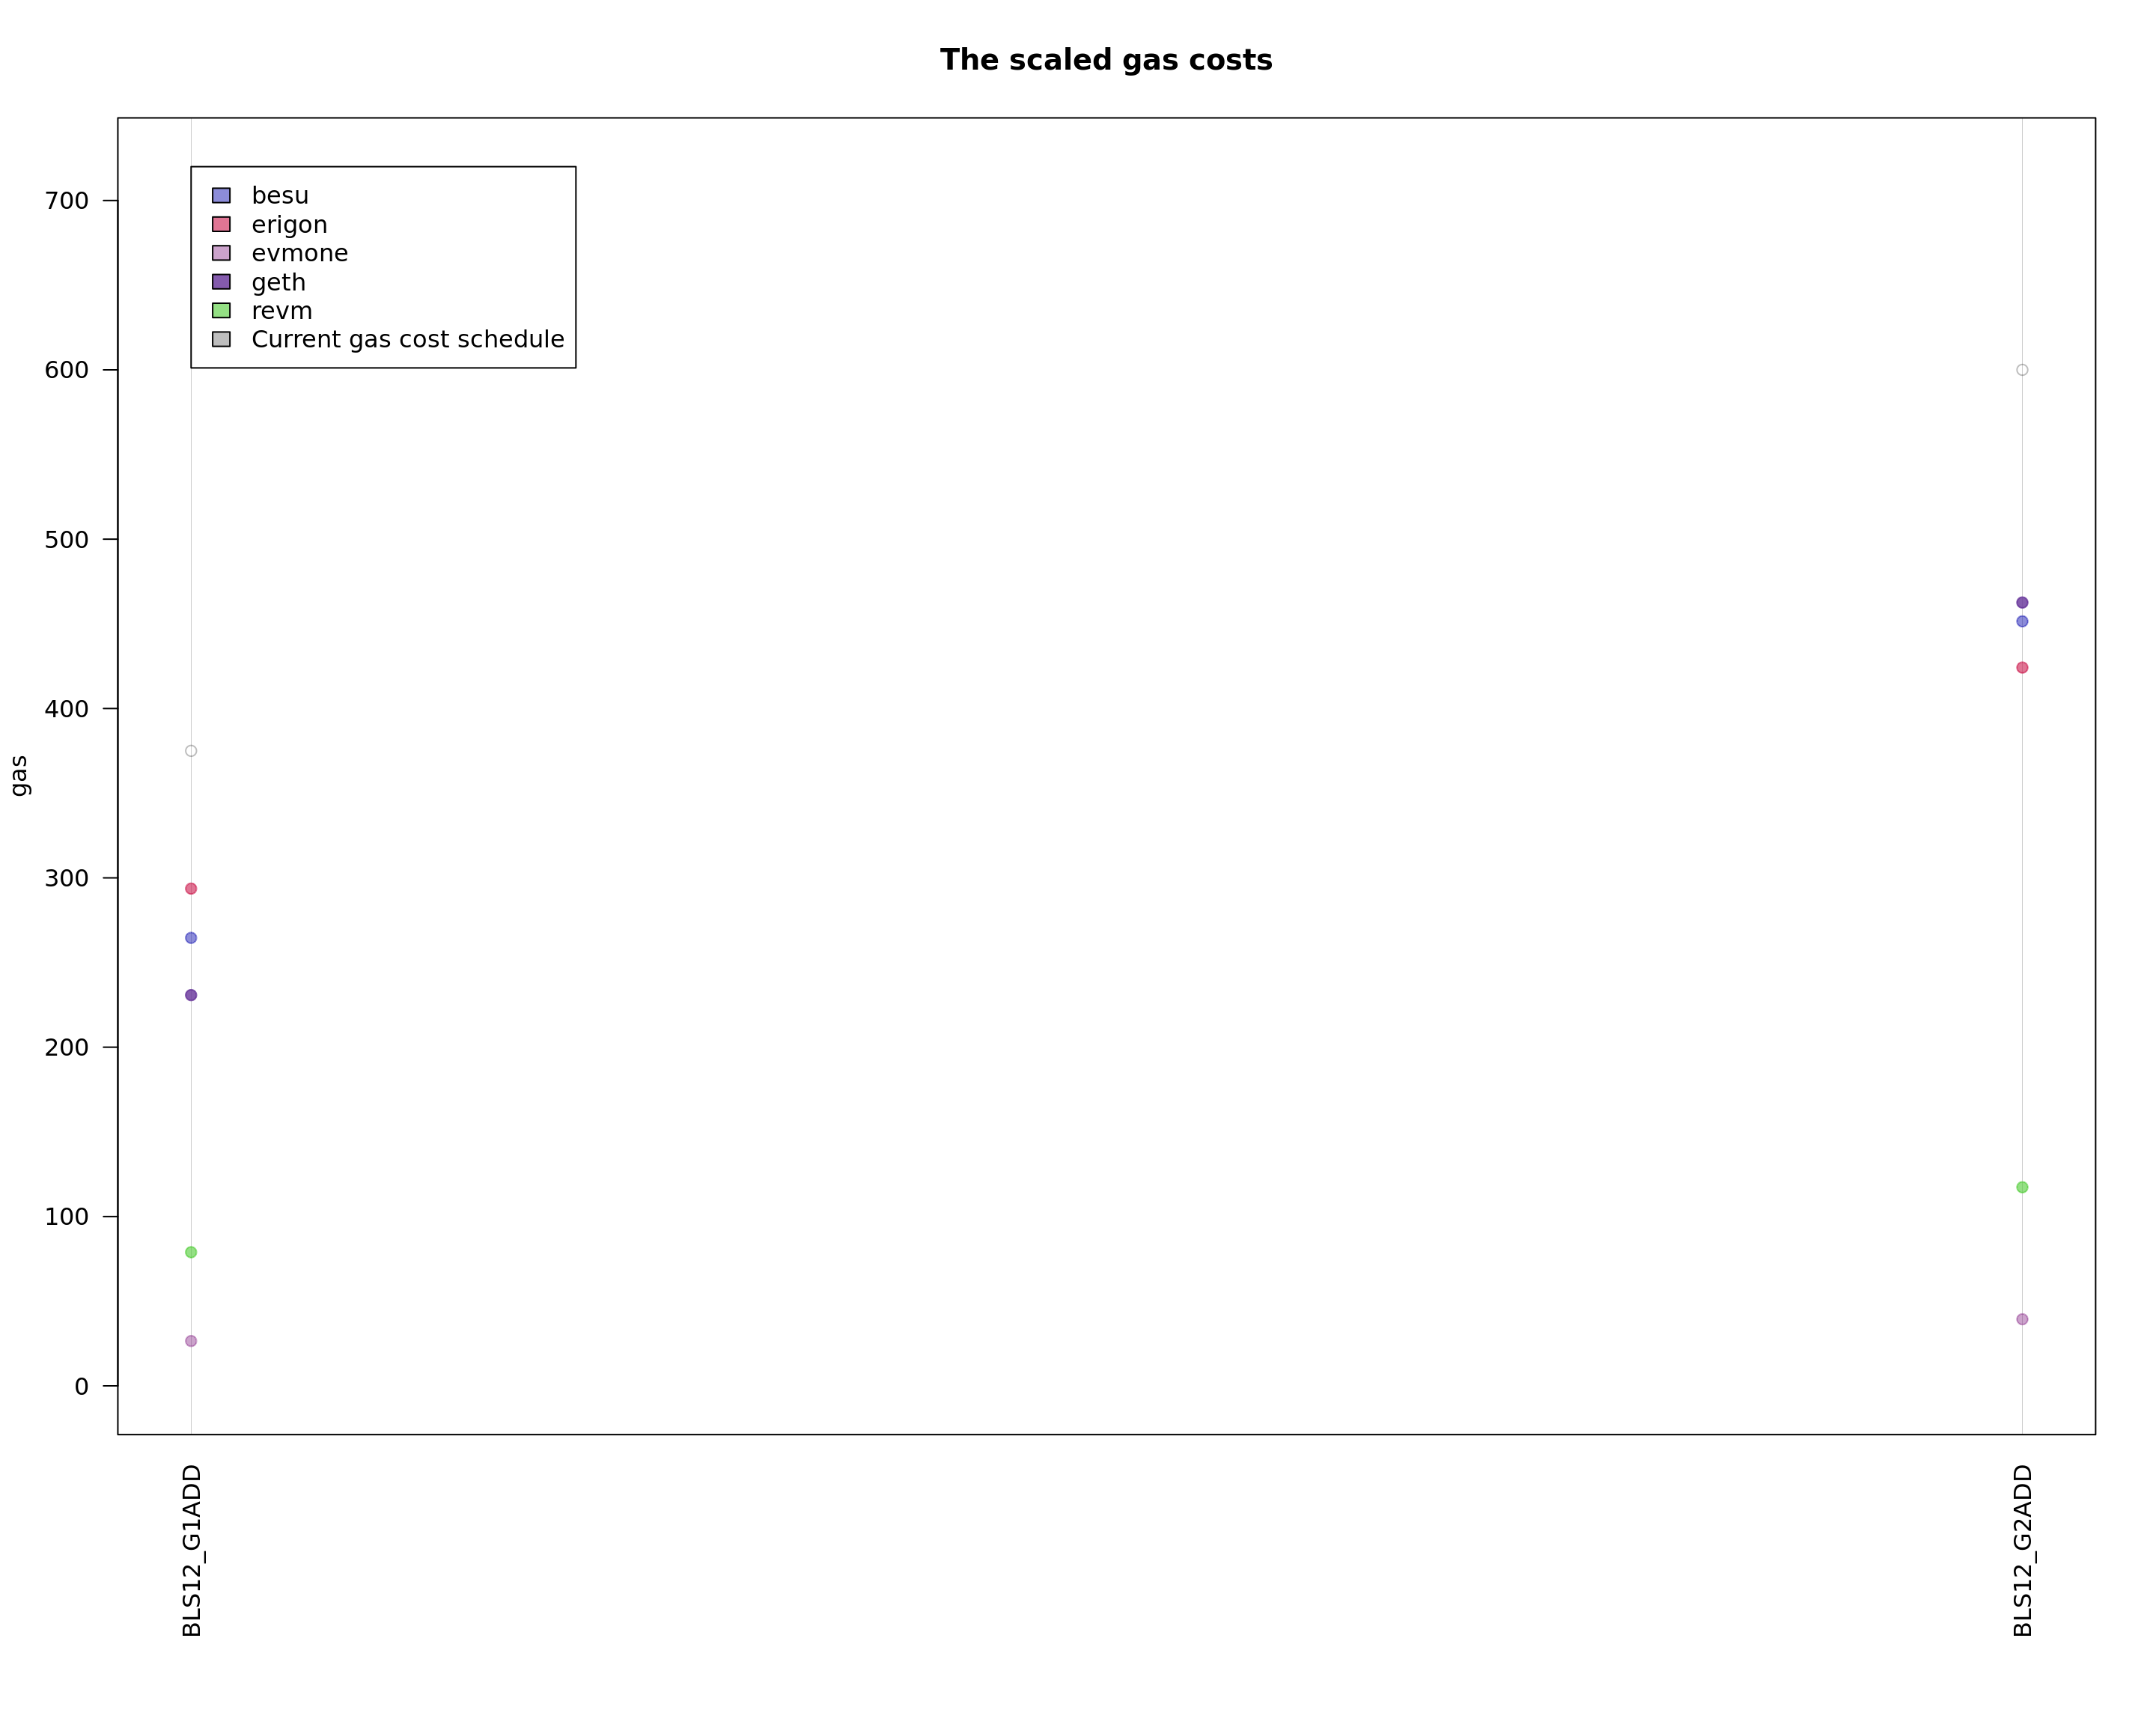 The scaled gas costs
besu
erigon
evmone
geth
revm
Current gas cost schedule
700
600
500
400
300
200
100
0
gas
BLS12_G1ADD
BLS12_G2ADD